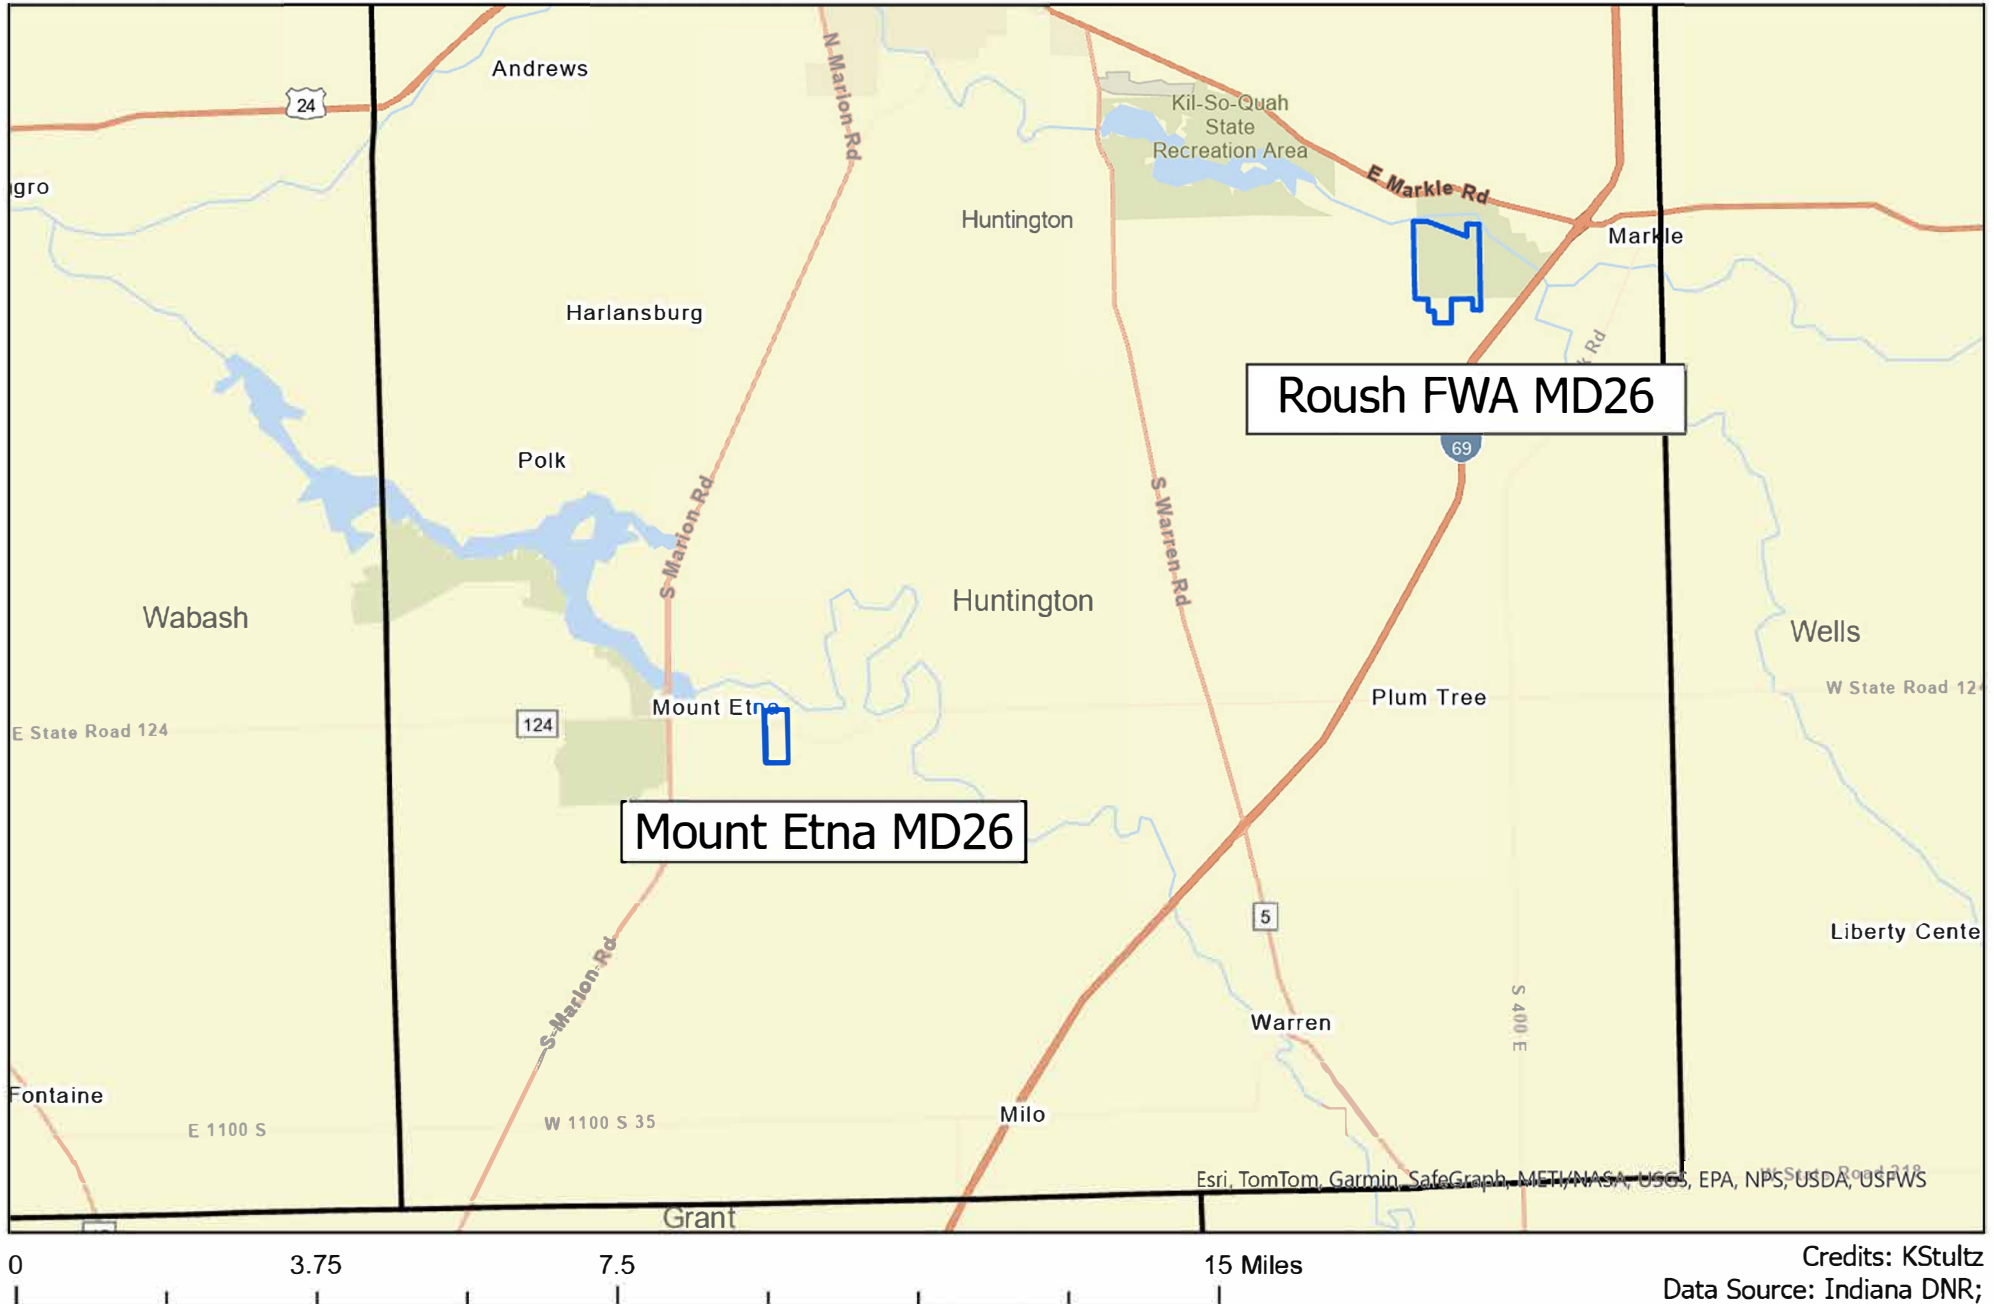 Andrews
24
N Marion Rd
Kil-So-Quah
State
Recreation Area
E Markle Rd
gro
Huntington
Markle
Harlansburg
Rd
Roush FWA MD26
69
Polk
S Marion Rd
S Warren Rd
Wabash
Huntington
Wells
W State Road 124
Plum Tree
Mount Etna
124
E State Road 124
Mount Etna MD26
5
Liberty Cente
S Marion Rd
S 400 E
Warren
Fontaine
Milo
E 1100 S
W 1100 S 35
W State Road 218
Esri, TomTom, Garmin, SafeGraph, METI/NASA, USGS, EPA, NPS, USDA, USFWS
Grant
0 3.75 7.5 15 Miles
Credits: KStultz
Data Source: Indiana DNR;